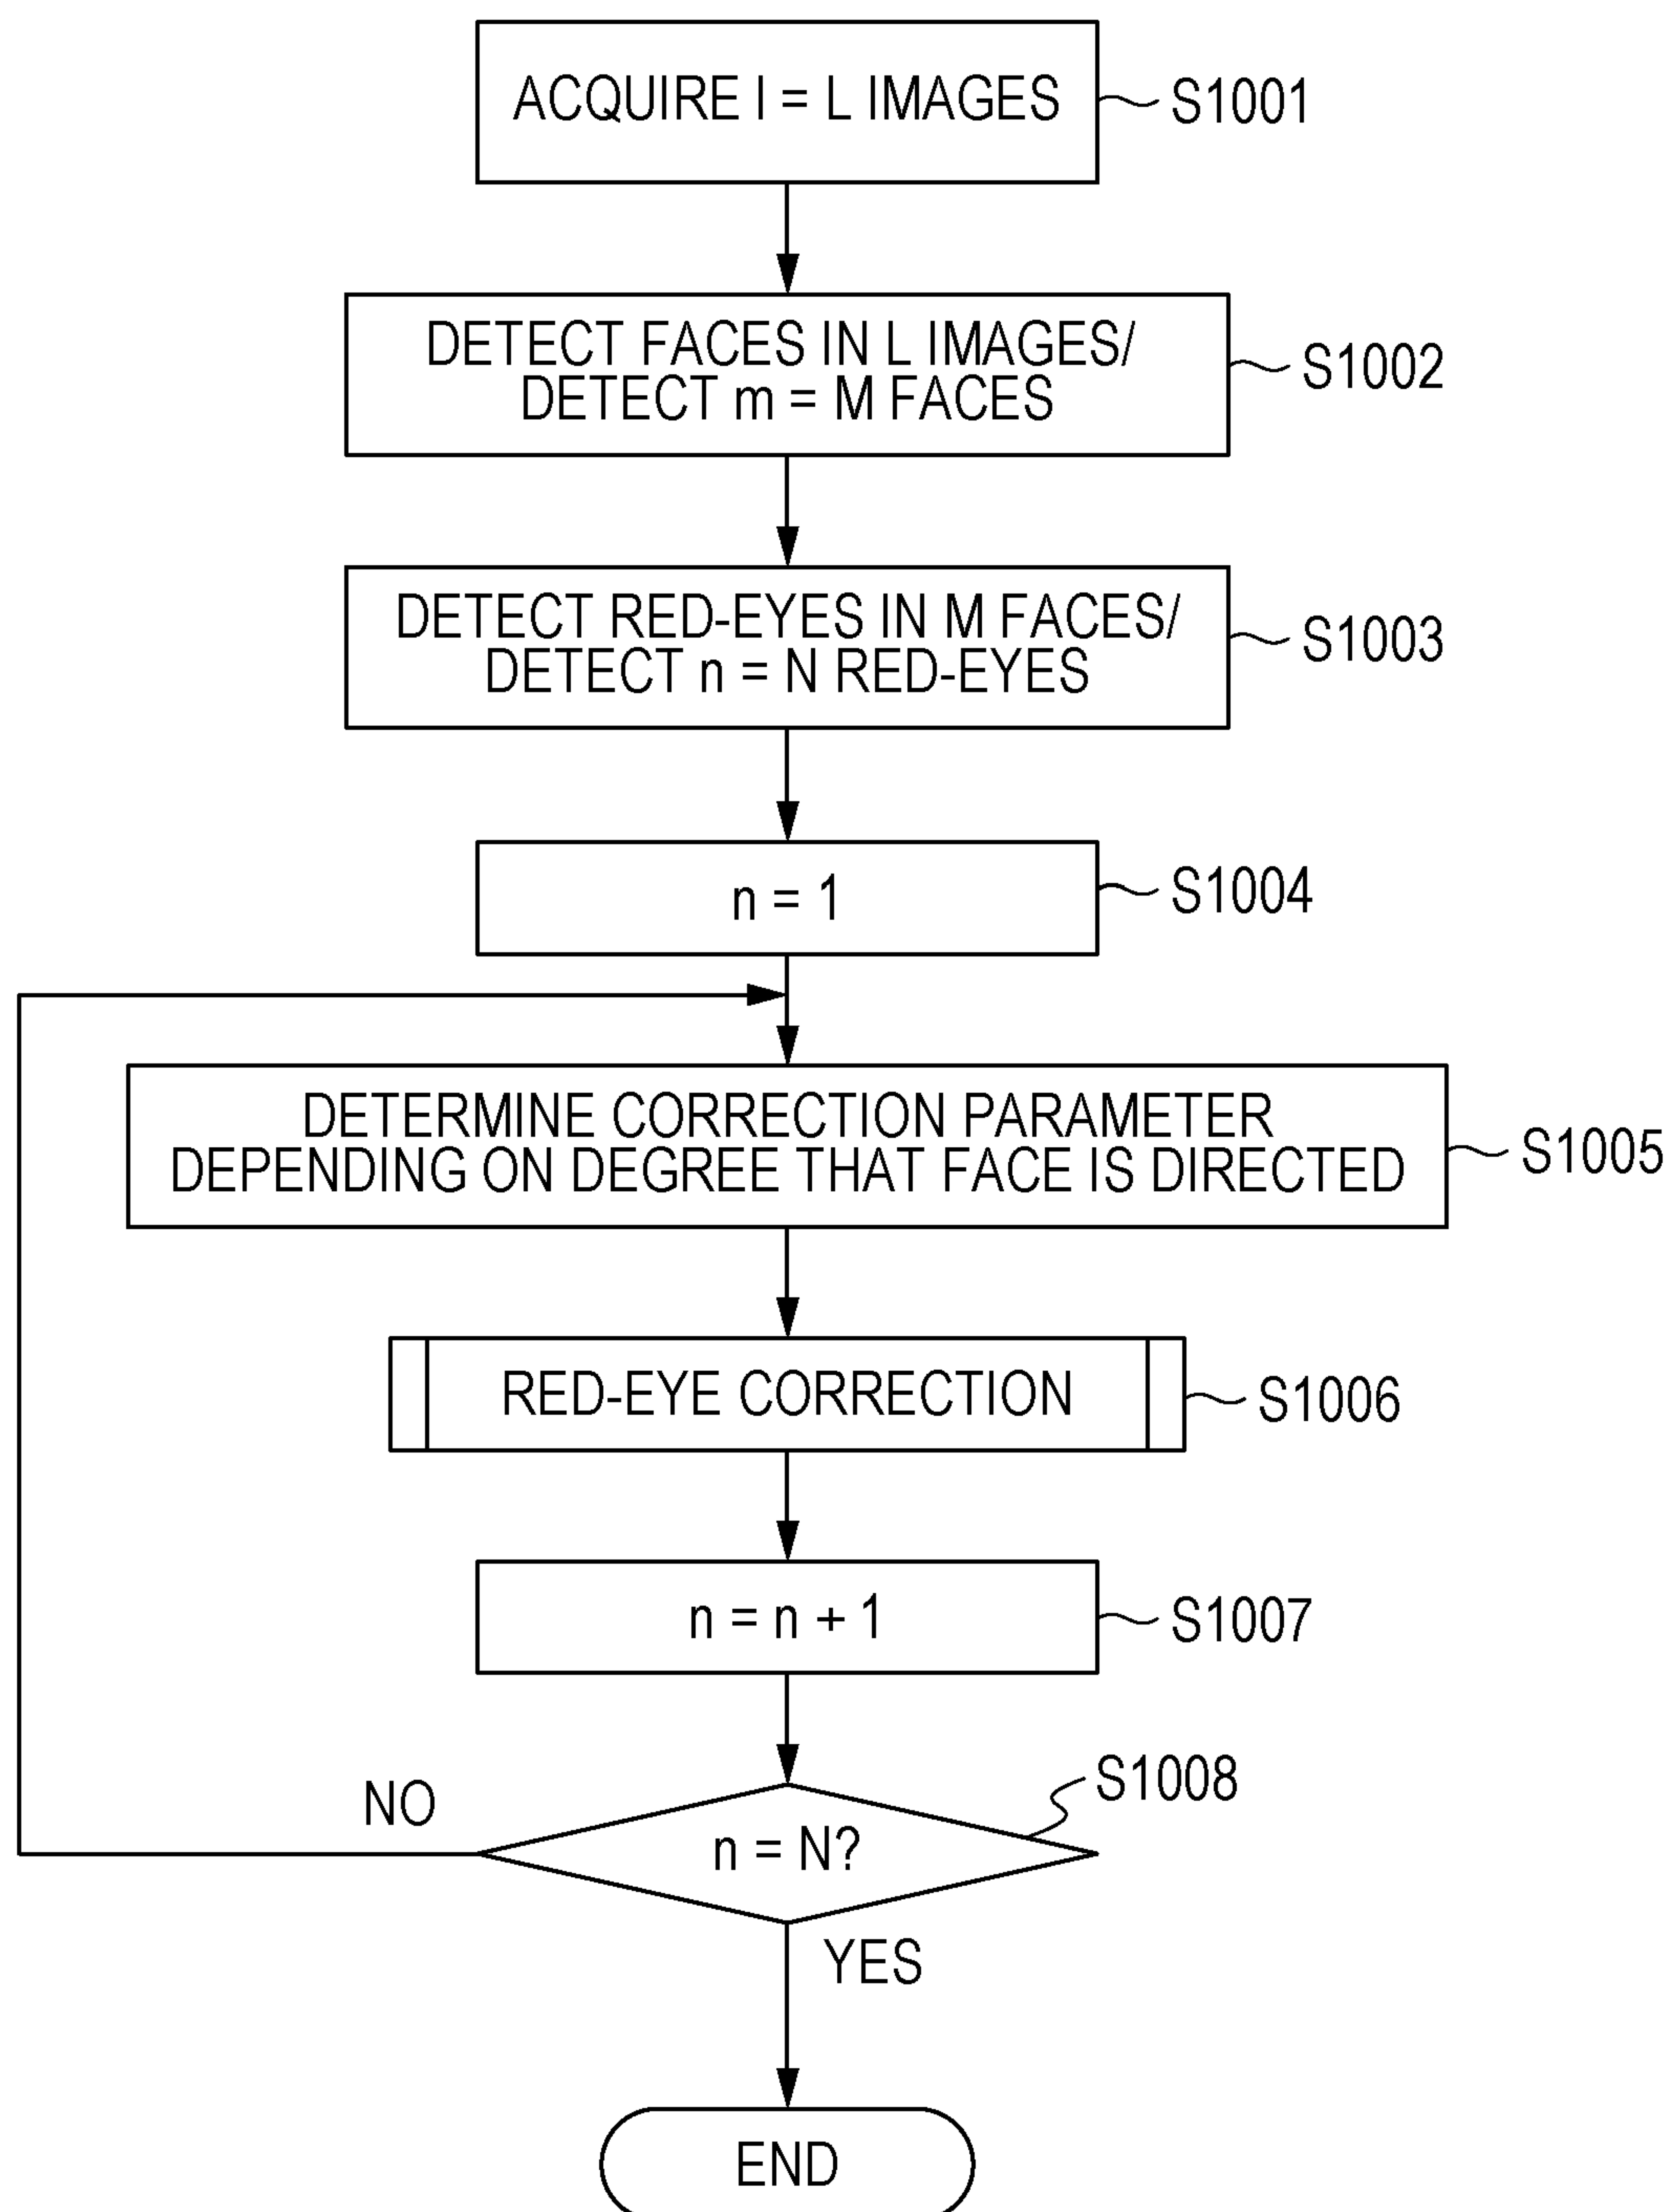 ACQUIRE l = L IMAGES
S1001
DETECT FACES IN L IMAGES/
DETECT m = M FACES
S1002
DETECT RED-EYES IN M FACES/
DETECT n = N RED-EYES
S1003
n = 1
S1004
DETERMINE CORRECTION PARAMETER
DEPENDING ON DEGREE THAT FACE IS DIRECTED
S1005
RED-EYE CORRECTION
S1006
n = n + 1
S1007
S1008
NO
n = N?
YES
END